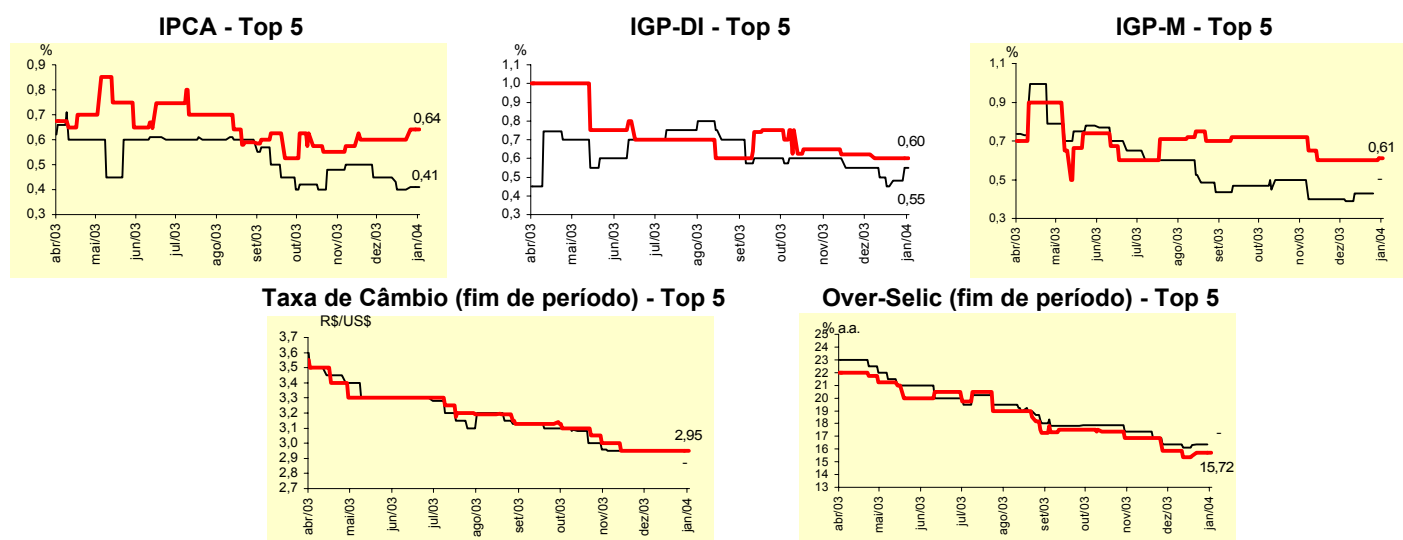 IPCA - Top 5
%
0,9
0,8
0,7
0,6
0,5
0,4
0,3
0,64
0,41
abr/03
mai/03
jun/03
jul/03
ago/03
set/03
out/03
nov/03
dez/03
jan/04
IGP-DI - Top 5
%
1,1
1,0
0,9
0,8
0,7
0,6
0,5
0,4
0,3
0,60
0,55
abr/03
mai/03
jun/03
jul/03
ago/03
set/03
out/03
nov/03
dez/03
jan/04
IGP-M - Top 5
%
1,1
0,9
0,7
0,5
0,3
0,61
-
abr/03
mai/03
jun/03
jul/03
ago/03
set/03
out/03
nov/03
dez/03
jan/04
Taxa de Câmbio (fim de período) - Top 5
R$/US$
3,7
3,6
3,5
3,4
3,3
3,2
3,1
3,0
2,9
2,8
2,7
2,95
-
abr/03
mai/03
jun/03
jul/03
ago/03
set/03
out/03
nov/03
dez/03
jan/04
Over-Selic (fim de período) - Top 5
% a.a.
25
23
22
21
20
19
18
17
16
15
14
13
-
15,72
abr/03
mai/03
jun/03
jul/03
ago/03
set/03
out/03
nov/03
dez/03
jan/04